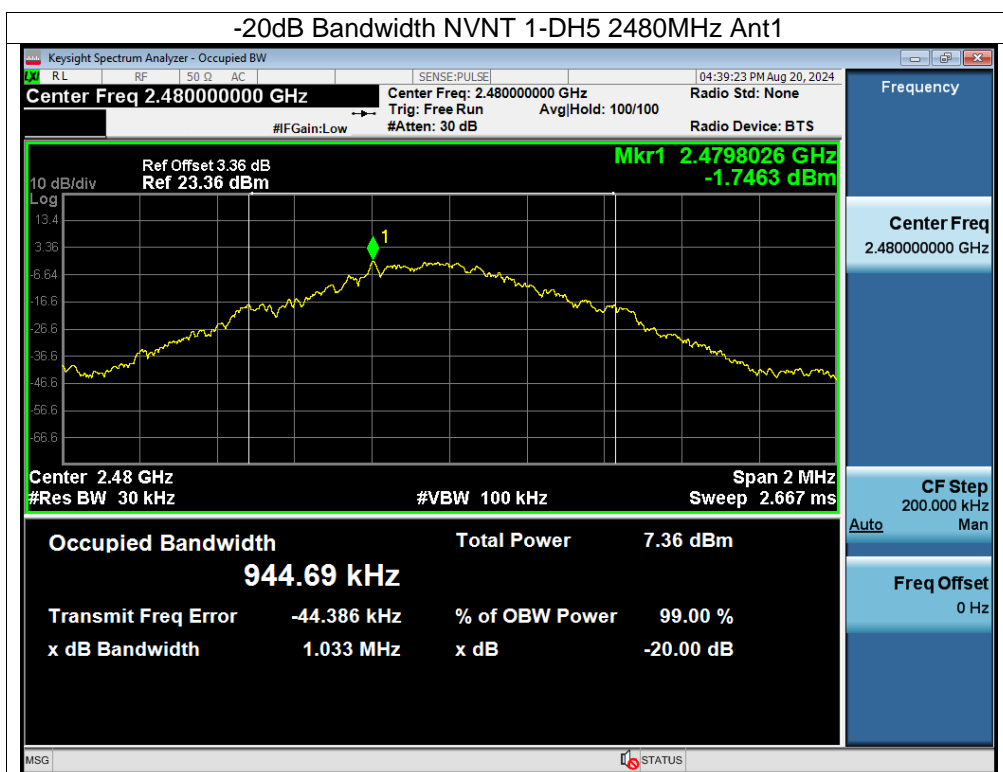 -20dB Bandwidth NVNT 1-DH5 2480MHz Ant1
Keysight Spectrum Analyzer - Occupied BW
LXI RL RF 50 Ω AC SENSE:PULSE 04:39:23 PM Aug 20, 2024
Center Freq 2.480000000 GHz
Center Freq: 2.480000000 GHz Radio Std: None
Trig: Free Run Avg|Hold: 100/100
#IFGain:Low #Atten: 30 dB Radio Device: BTS
Mkr1 2.4798026 GHz
-1.7463 dBm
Ref Offset 3.36 dB
10 dB/div Ref 23.36 dBm
Log
13.4
3.36
-6.64
-16.6
-26.6
-36.6
-46.6
-56.6
-66.6
1
Center 2.48 GHz Span 2 MHz
#Res BW 30 kHz #VBW 100 kHz Sweep 2.667 ms
Occupied Bandwidth Total Power 7.36 dBm
944.69 kHz
Transmit Freq Error -44.386 kHz % of OBW Power 99.00 %
x dB Bandwidth 1.033 MHz x dB -20.00 dB
Frequency
Center Freq
2.480000000 GHz
CF Step
200.000 kHz
Auto Man
Freq Offset
0 Hz
MSG STATUS